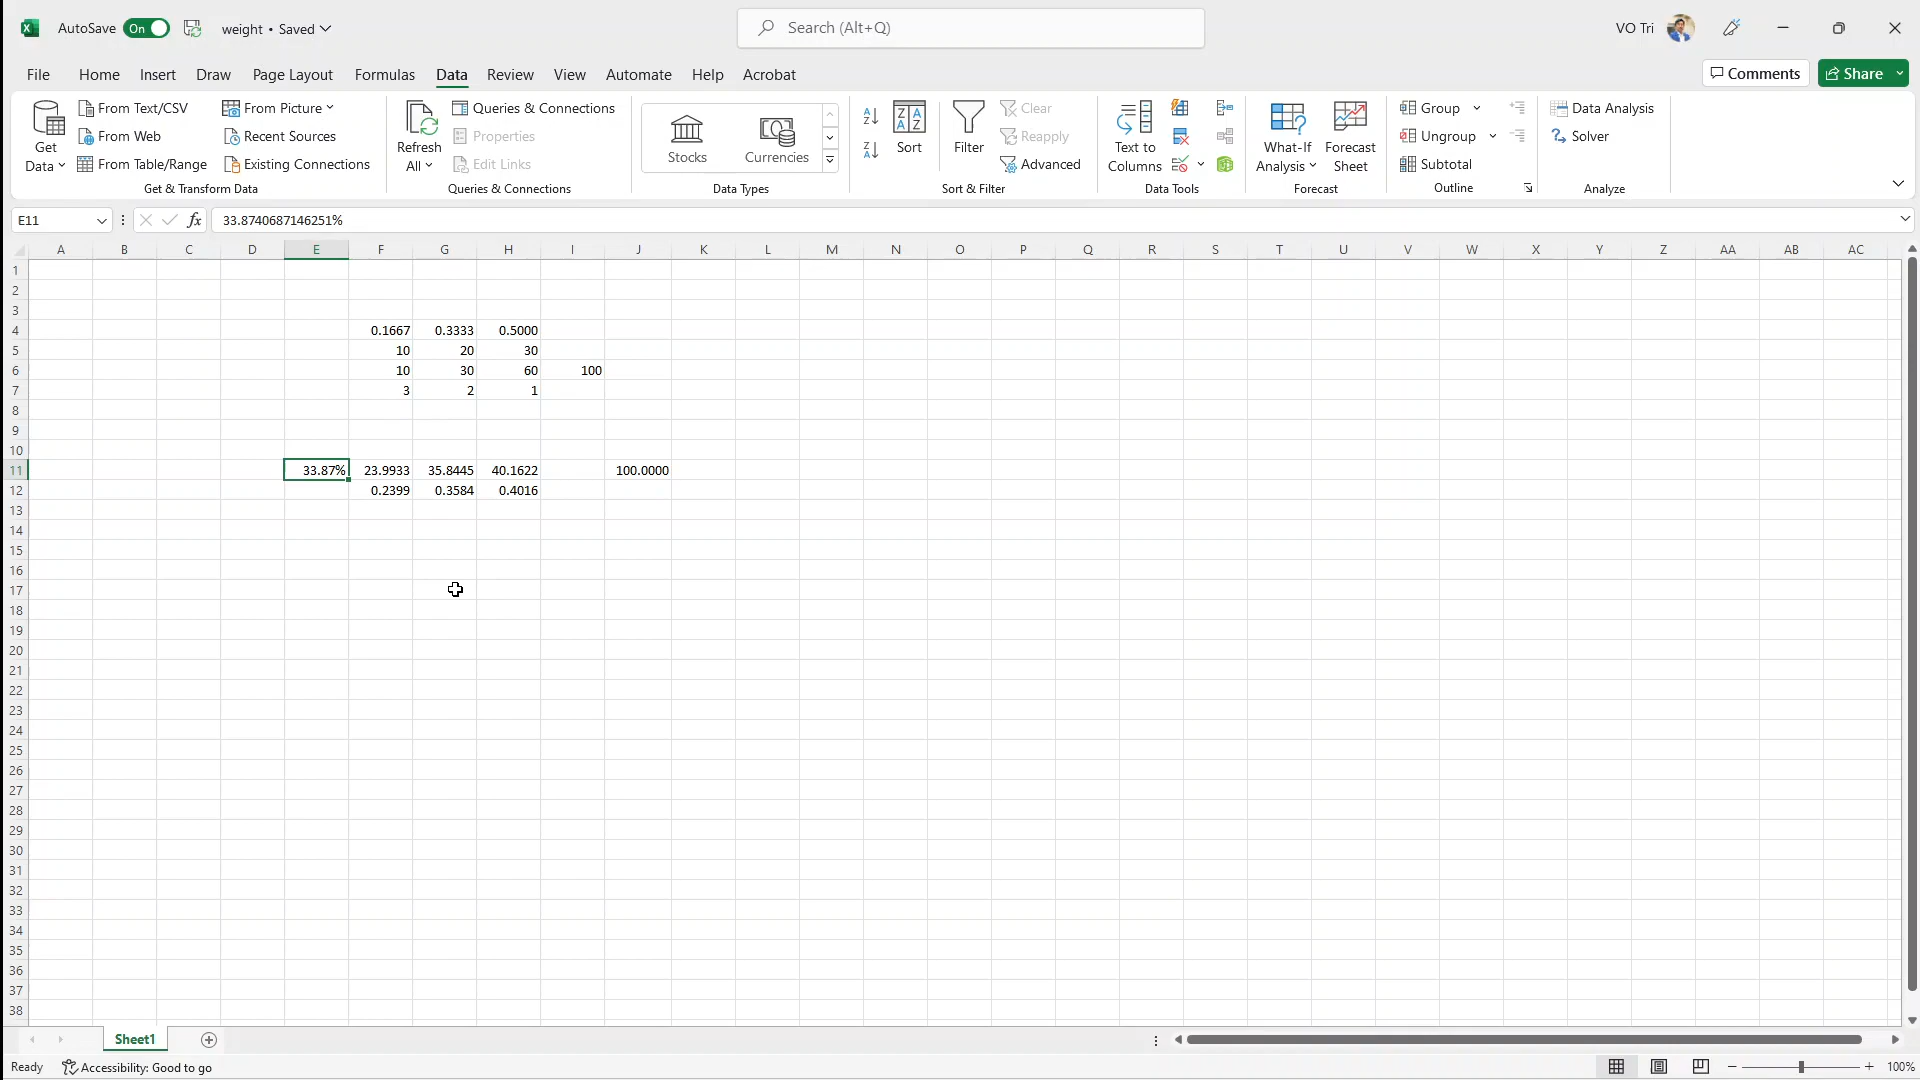 AutoSave On weight • Saved Search (Alt+Q) VO Tri
File Home Insert Draw Page Layout Formulas Data Review View Automate Help Acrobat Comments Share
Get Data
From Text/CSV
From Web
From Table/Range
From Picture
Recent Sources
Existing Connections
Get & Transform Data
Refresh All
Queries & Connections
Properties
Edit Links
Queries & Connections
Stocks
Currencies
Data Types
Sort
Filter
Clear
Reapply
Advanced
Sort & Filter
Text to Columns
Data Tools
What-If Analysis
Forecast Sheet
Forecast
Group
Ungroup
Subtotal
Outline
Data Analysis
Solver
Analyze
E11 fx 33.8740687146251%
A B C D E F G H I J K L M N O P Q R S T U V W X Y Z AA AB AC
1
2
3
4 0.1667 0.3333 0.5000
5 10 20 30
6 10 30 60 100
7 3 2 1
8
9
10
11 33.87% 23.9933 35.8445 40.1622 100.0000
12 0.2399 0.3584 0.4016
13
14
15
16
17
18
19
20
21
22
23
24
25
26
27
28
29
30
31
32
33
34
35
36
37
38
Sheet1
Ready Accessibility: Good to go 100%